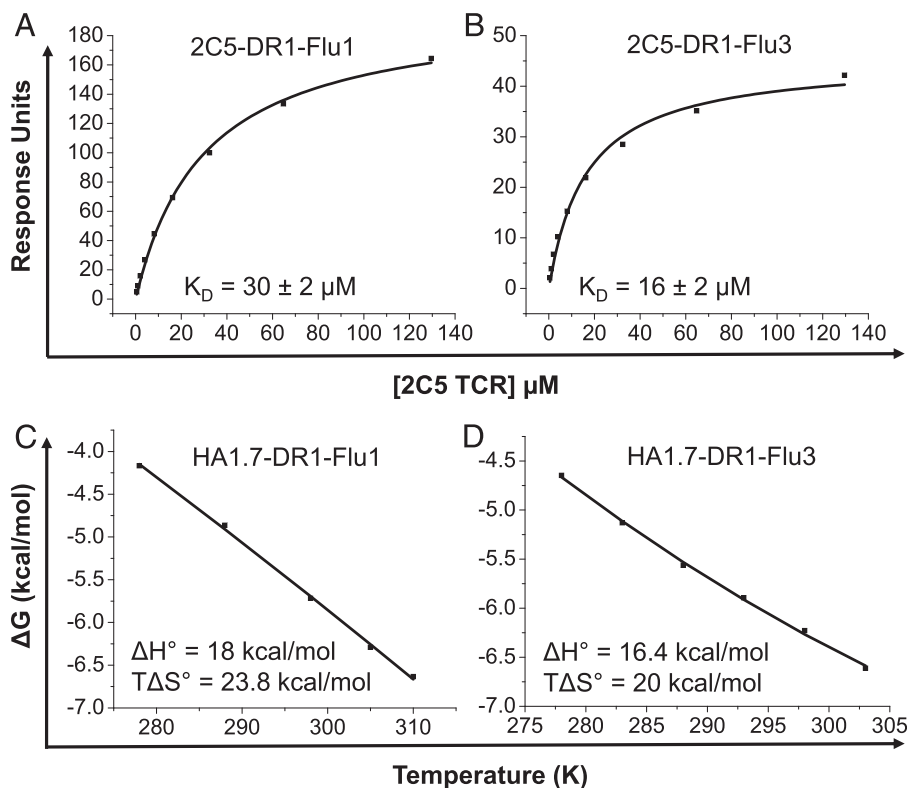 A
B
2C5-DR1-Flu1
2C5-DR1-Flu3
Response Units
180
160
140
120
100
80
60
40
20
0
K_D = 30 ± 2 µM
0 20 40 60 80 100 120 140
50
40
30
20
10
0
K_D = 16 ± 2 µM
0 20 40 60 80 100 120 140
[2C5 TCR] µM
C
D
HA1.7-DR1-Flu1
HA1.7-DR1-Flu3
ΔG (kcal/mol)
-4.0
-4.5
-5.0
-5.5
-6.0
-6.5
-7.0
ΔH° = 18 kcal/mol
TΔS° = 23.8 kcal/mol
280 290 300 310
-4.5
-5.0
-5.5
-6.0
-6.5
-7.0
ΔH° = 16.4 kcal/mol
TΔS° = 20 kcal/mol
275 280 285 290 295 300 305
Temperature (K)